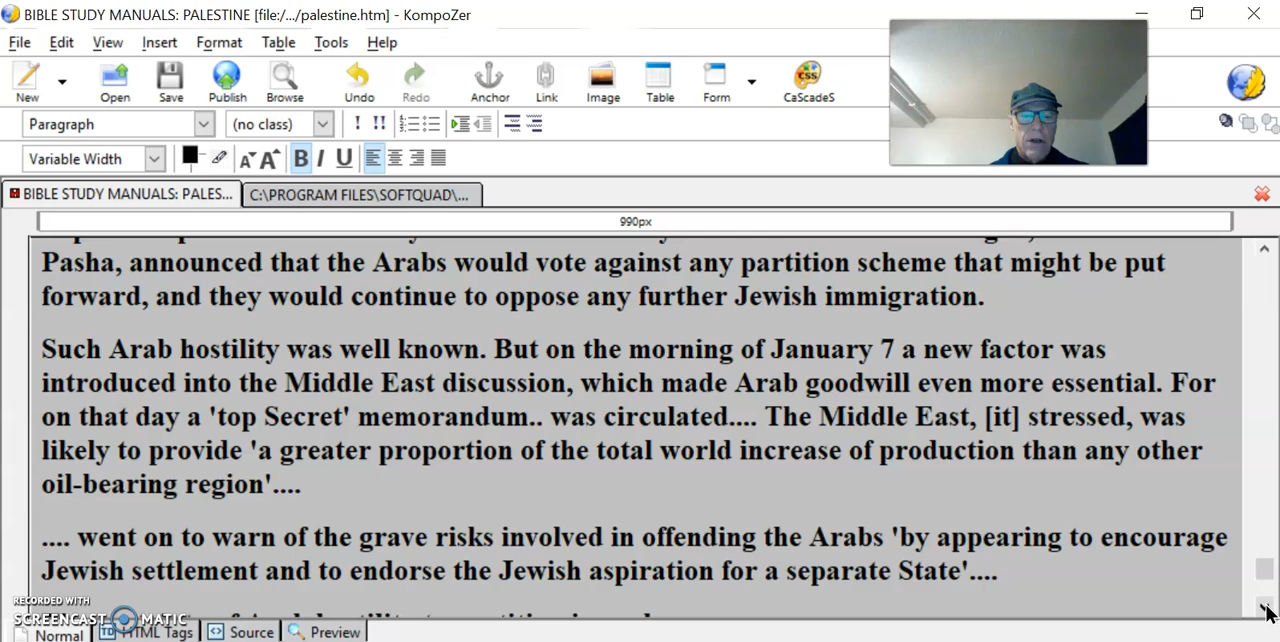 BIBLE STUDY MANUALS: PALESTINE [file:/.../palestine.htm] - KompoZer
File Edit View Insert Format Table Tools Help
New Open Save Publish Browse Undo Redo Anchor Link Image Table Form CaScadeS
Paragraph (no class) ! !!
Variable Width A A B I U
BIBLE STUDY MANUALS: PALES... C:\PROGRAM FILES\SOFTQUAD\...
990px
Pasha, announced that the Arabs would vote against any partition scheme that might be put
forward, and they would continue to oppose any further Jewish immigration.
Such Arab hostility was well known. But on the morning of January 7 a new factor was
introduced into the Middle East discussion, which made Arab goodwill even more essential. For
on that day a 'top Secret' memorandum.. was circulated.... The Middle East, [it] stressed, was
likely to provide 'a greater proportion of the total world increase of production than any other
oil-bearing region'....
.... went on to warn of the grave risks involved in offending the Arabs 'by appearing to encourage
Jewish settlement and to endorse the Jewish aspiration for a separate State'....
RECORDED WITH
SCREENCAST MATIC
Normal HTML Tags Source Preview